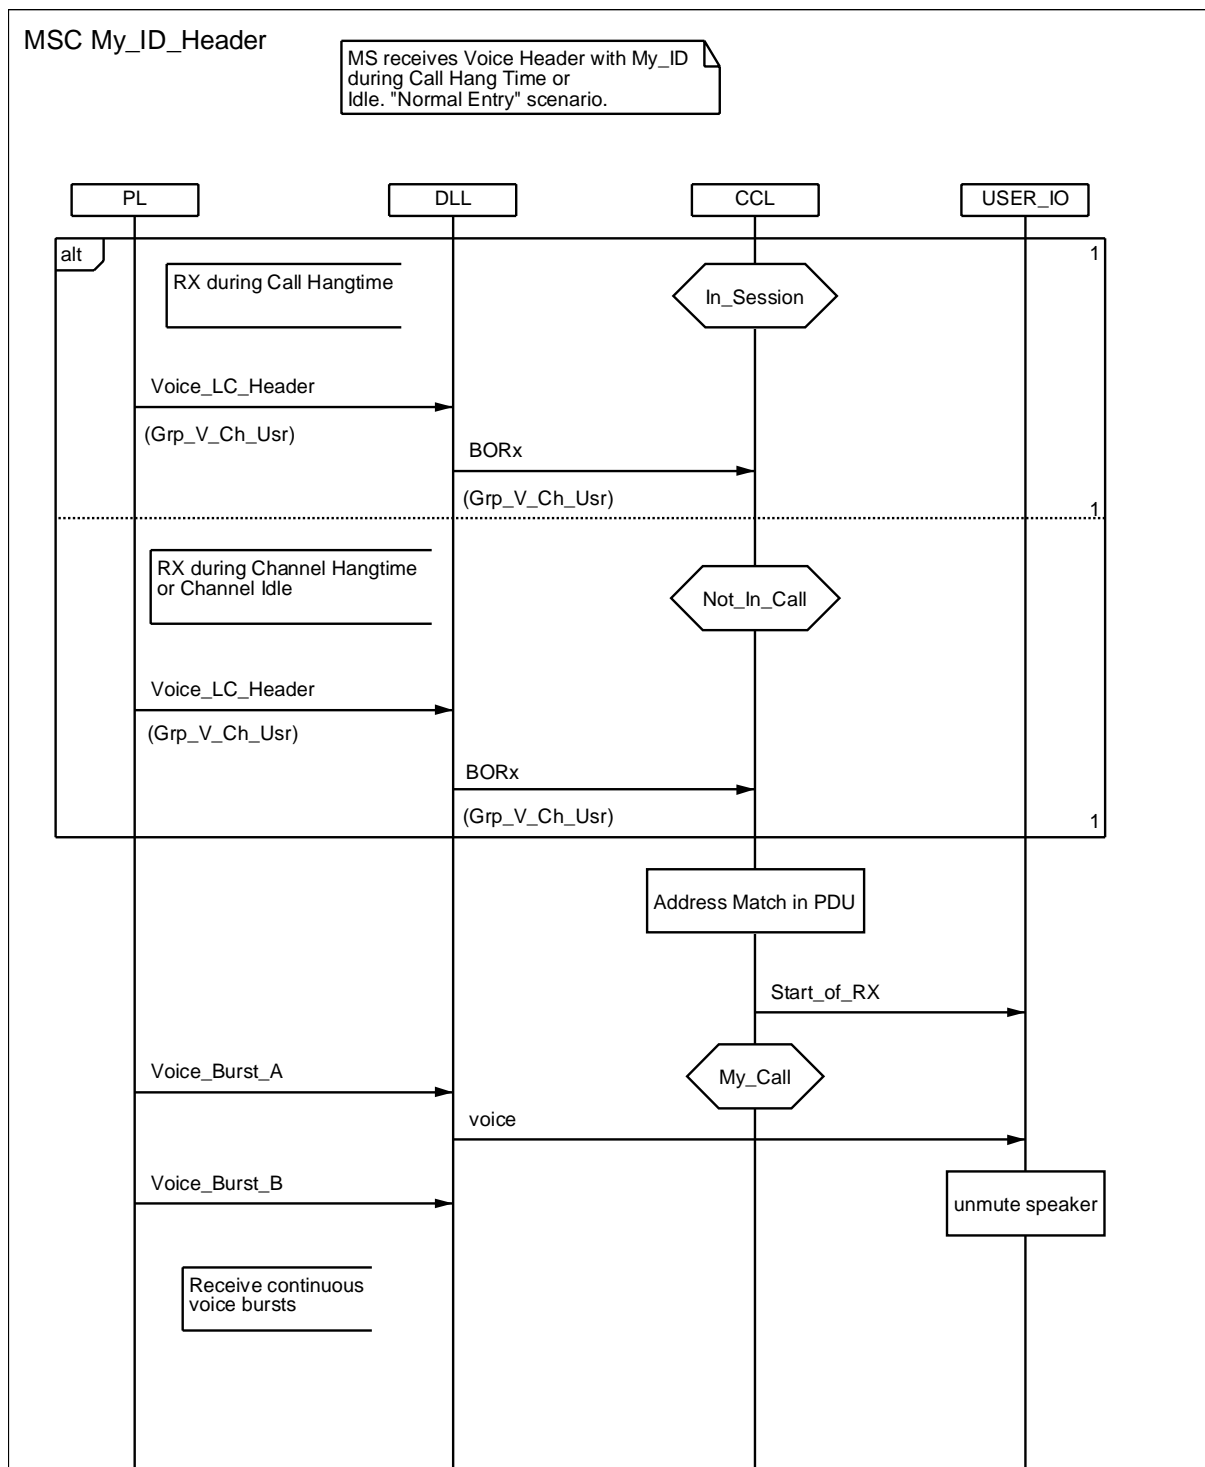 MSC My_ID_Header
MS receives Voice Header with My_ID
during Call Hang Time or
Idle. "Normal Entry" scenario.
PL
DLL
CCL
USER_IO
alt
1
RX during Call Hangtime
In_Session
Voice_LC_Header
(Grp_V_Ch_Usr)
BORx
(Grp_V_Ch_Usr)
1
RX during Channel Hangtime
or Channel Idle
Not_In_Call
Voice_LC_Header
(Grp_V_Ch_Usr)
BORx
(Grp_V_Ch_Usr)
1
Address Match in PDU
Start_of_RX
Voice_Burst_A
My_Call
voice
Voice_Burst_B
unmute speaker
Receive continuous
voice bursts